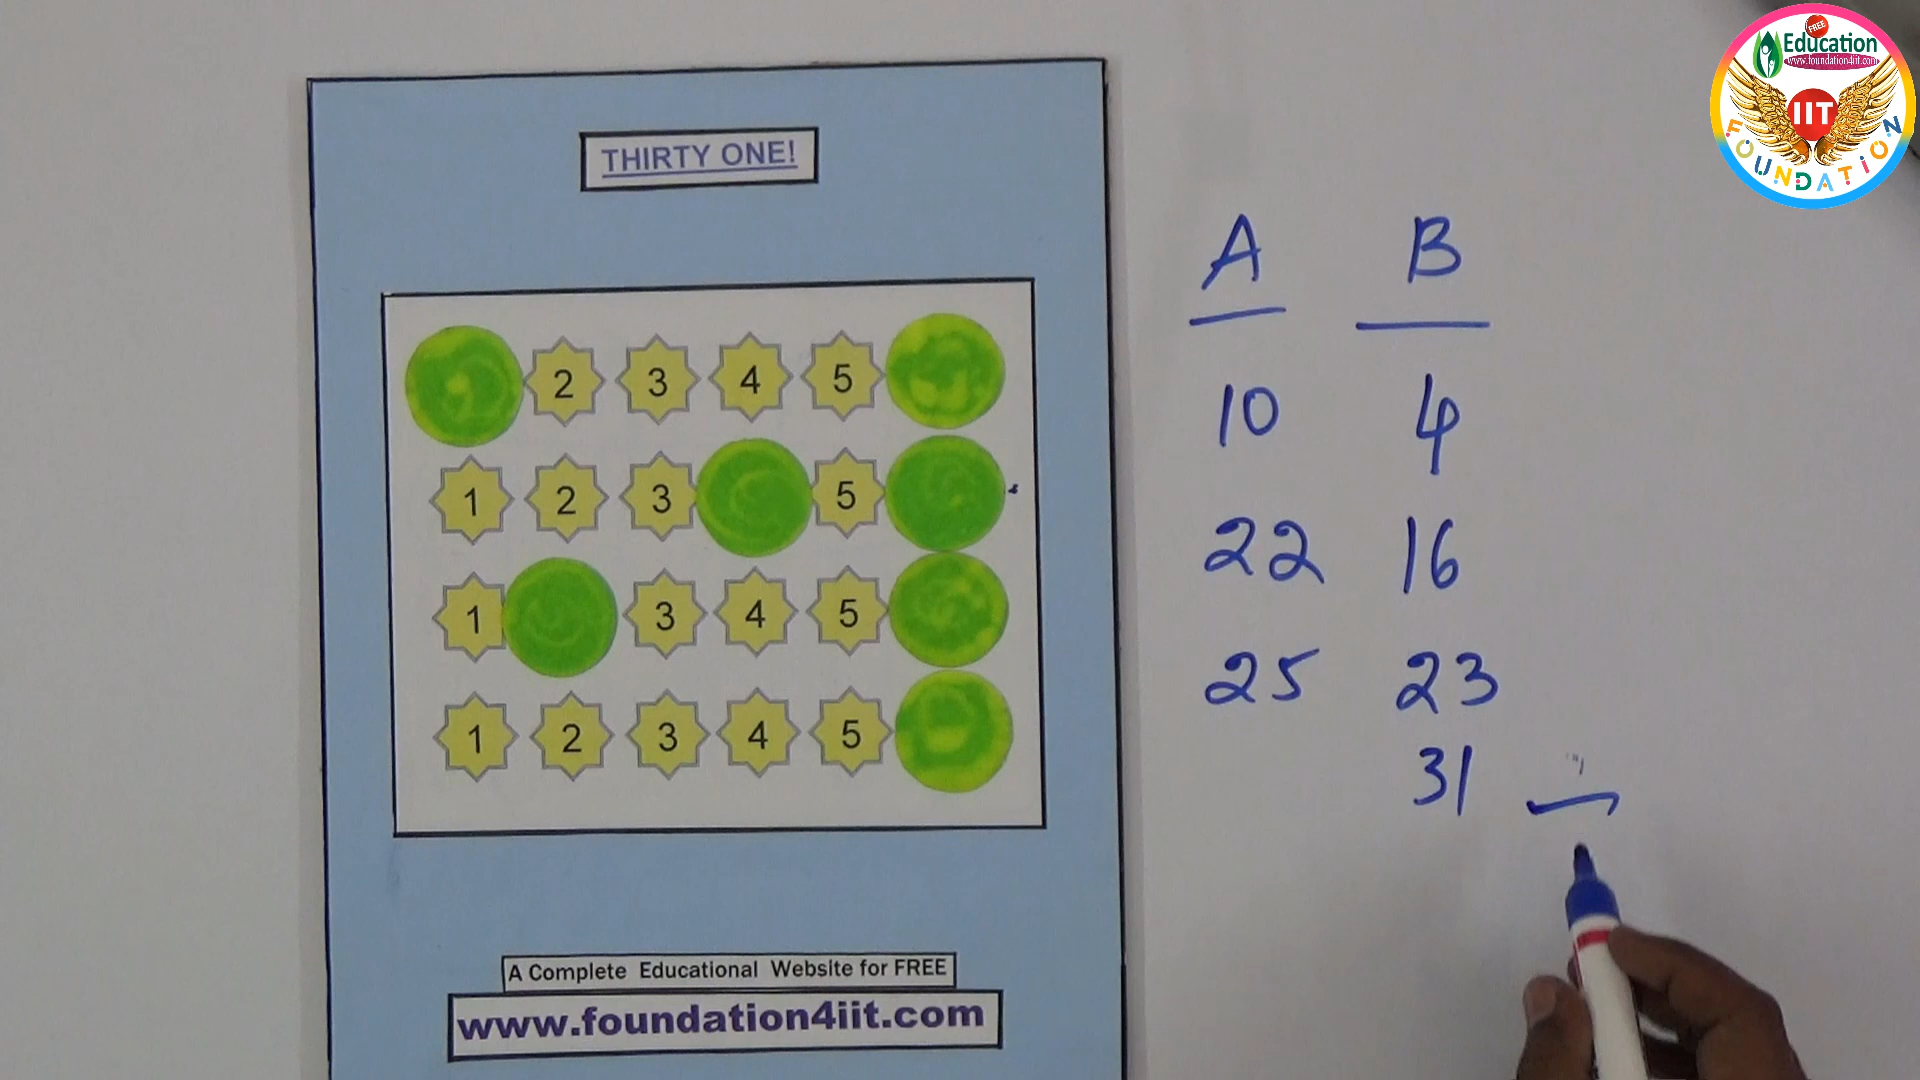 THIRTY ONE!
2 3 4 5
1 2 3 5
1 3 4 5
1 2 3 4 5
A Complete Educational Website for FREE
www.foundation4iit.com
A B
10 4
22 16
25 23
31
FREE
Education
www.foundation4iit.com
IIT
FOUNDATION